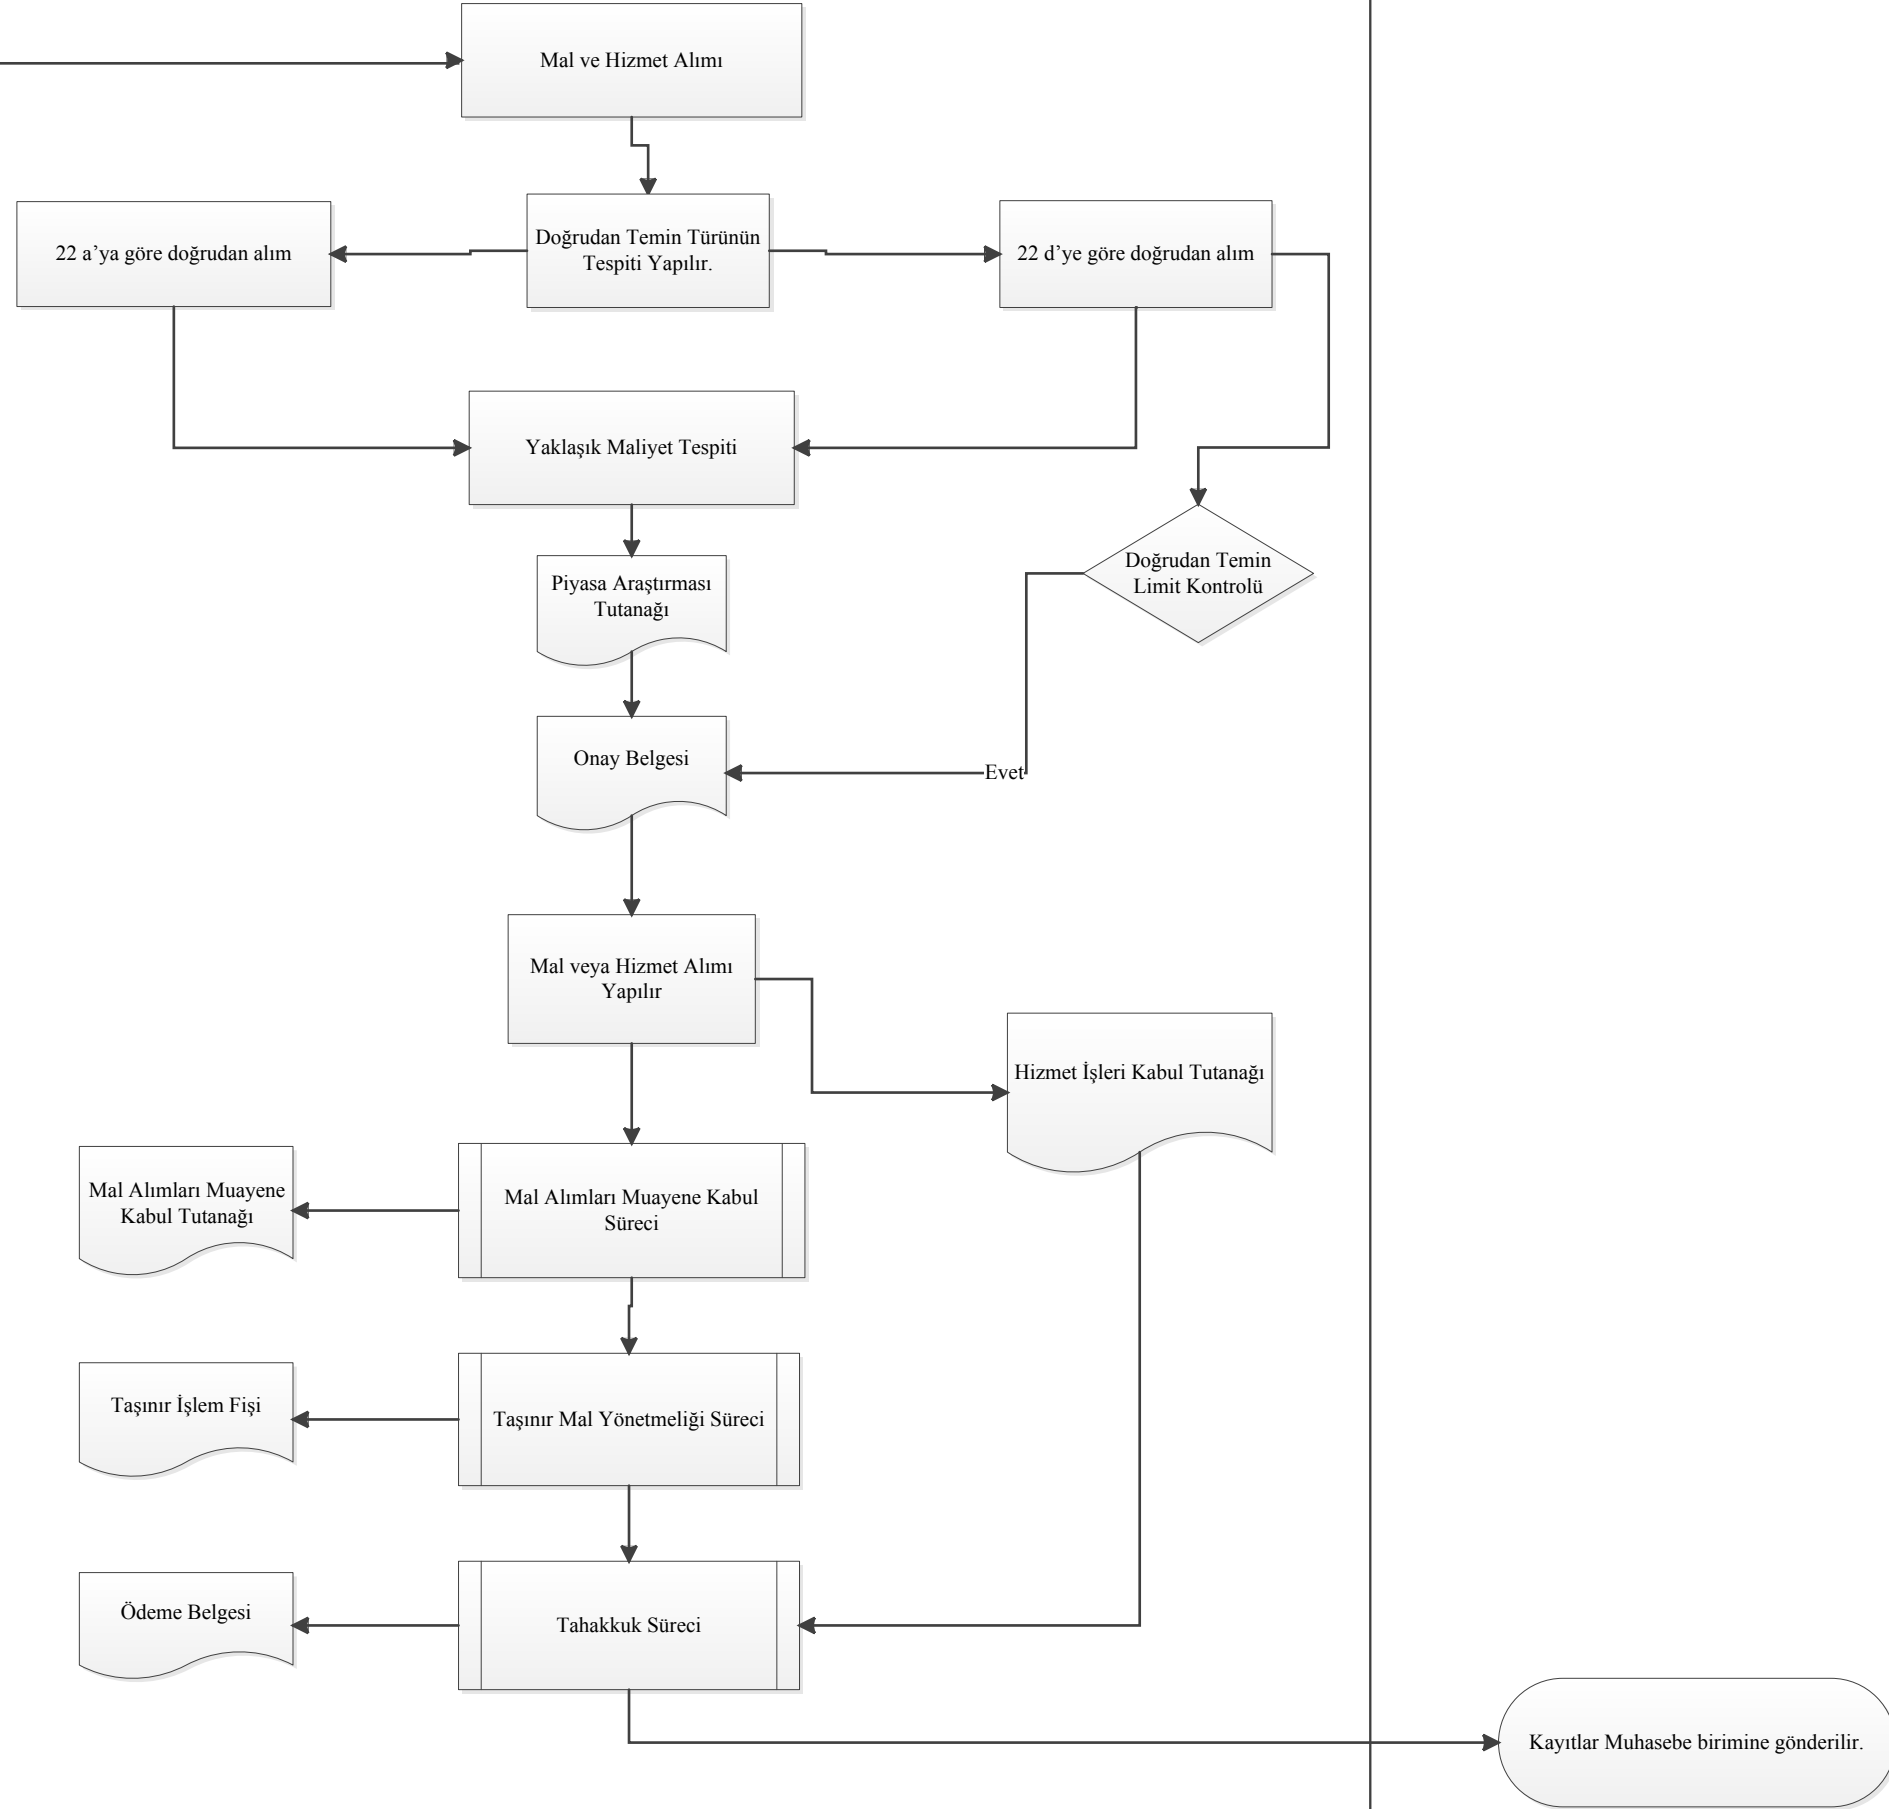 Mal ve Hizmet Alımı
22 a’ya göre doğrudan alım
Doğrudan Temin Türünün
Tespiti Yapılır.
22 d’ye göre doğrudan alım
Yaklaşık Maliyet Tespiti
Piyasa Araştırması
Tutanağı
Doğrudan Temin
Limit Kontrolü
Onay Belgesi
Evet
Mal veya Hizmet Alımı
Yapılır
Hizmet İşleri Kabul Tutanağı
Mal Alımları Muayene
Kabul Tutanağı
Mal Alımları Muayene Kabul
Süreci
Taşınır İşlem Fişi
Taşınır Mal Yönetmeliği Süreci
Ödeme Belgesi
Tahakkuk Süreci
Kayıtlar Muhasebe birimine gönderilir.